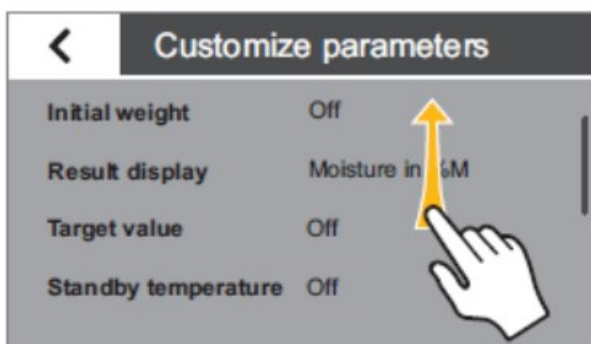 Customize parameters
Initial weight Off
Result display Moisture in %M
Target value Off
Standby temperature Off